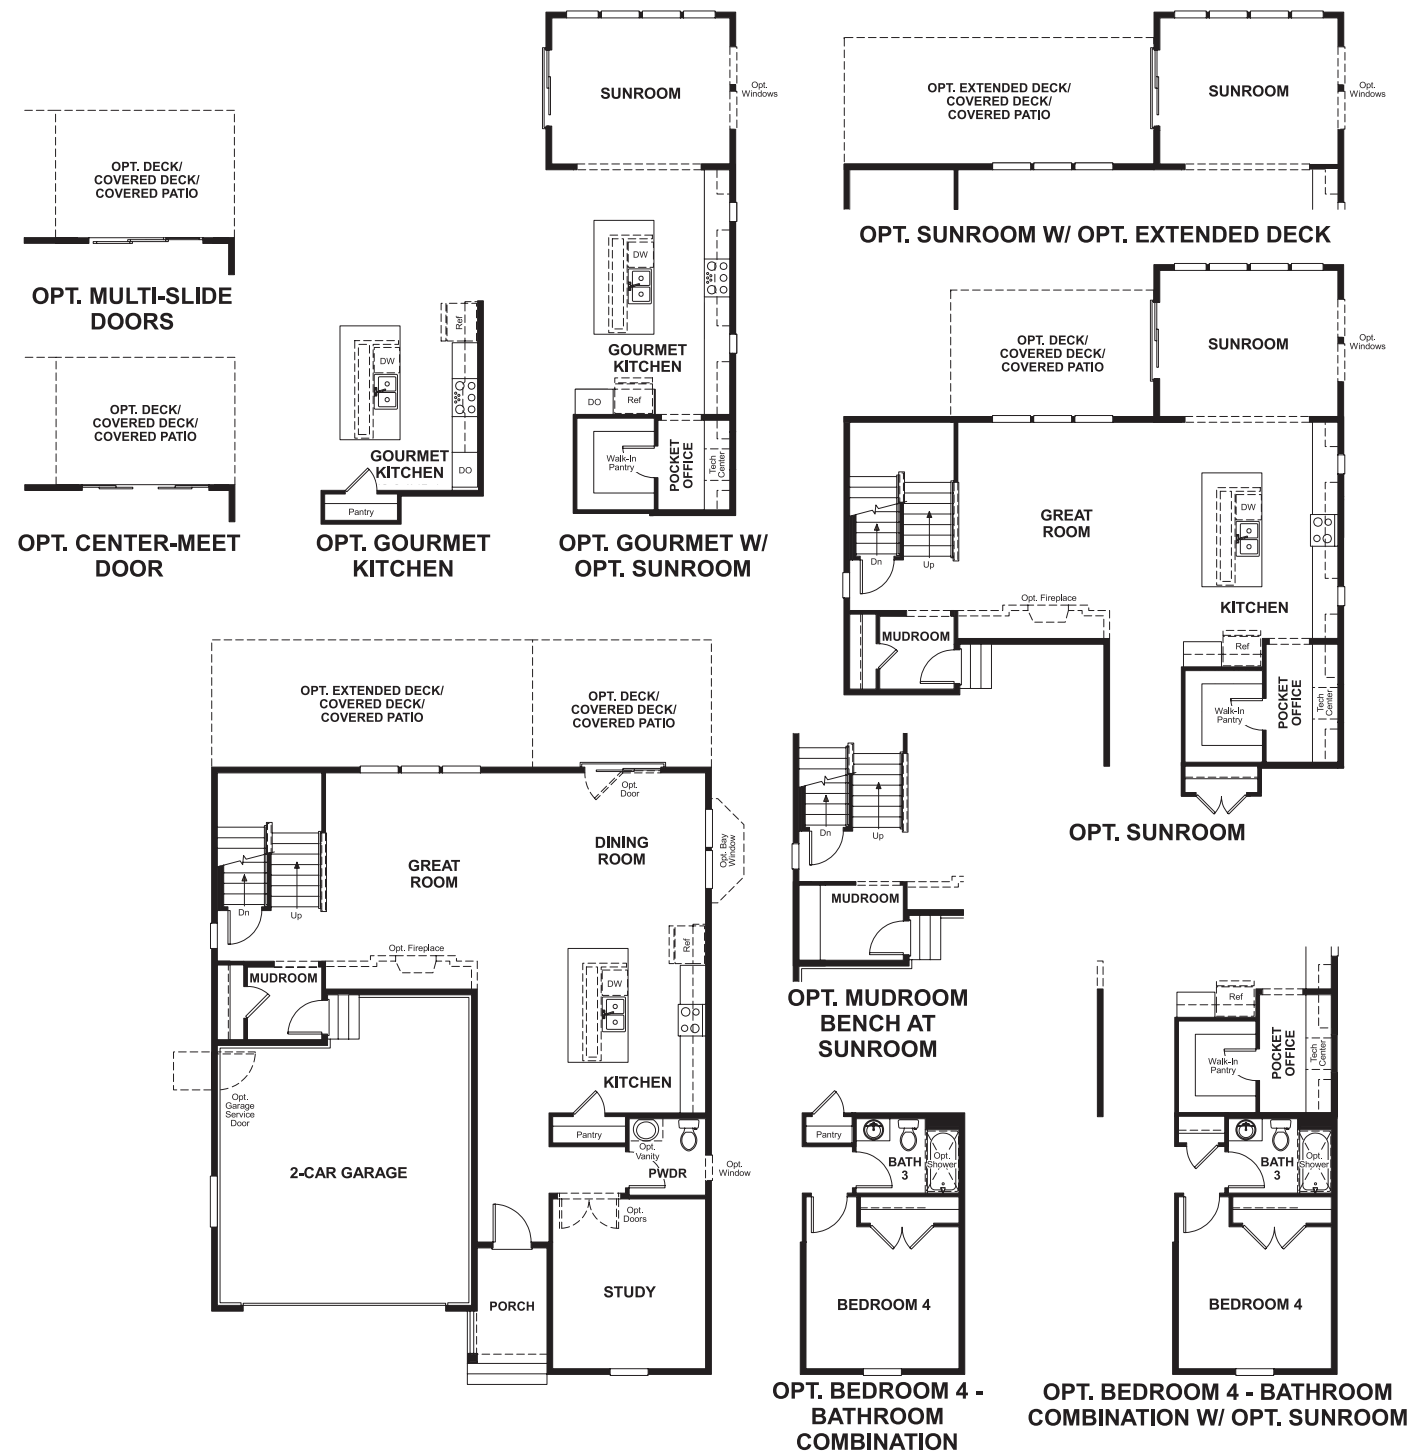 OPT. DECK/
COVERED DECK/
COVERED PATIO
OPT. MULTI-SLIDE
DOORS
OPT. DECK/
COVERED DECK/
COVERED PATIO
OPT. CENTER-MEET
DOOR
Ref
DW
GOURMET
KITCHEN
DO
Pantry
OPT. GOURMET
KITCHEN
SUNROOM
Opt.
Windows
DW
GOURMET
KITCHEN
DO
Ref
Walk-In
Pantry
POCKET
OFFICE
Tech
Center
OPT. GOURMET W/
OPT. SUNROOM
OPT. EXTENDED DECK/
COVERED DECK/
COVERED PATIO
SUNROOM
Opt.
Windows
OPT. SUNROOM W/ OPT. EXTENDED DECK
OPT. DECK/
COVERED DECK/
COVERED PATIO
SUNROOM
Opt.
Windows
GREAT
ROOM
DW
Dn
Up
Opt. Fireplace
KITCHEN
MUDROOM
Ref
Walk-In
Pantry
POCKET
OFFICE
Tech
Center
OPT. SUNROOM
OPT. EXTENDED DECK/
COVERED DECK/
COVERED PATIO
OPT. DECK/
COVERED DECK/
COVERED PATIO
Opt.
Door
DINING
ROOM
Opt. Bay
Window
GREAT
ROOM
Dn
Up
Opt. Fireplace
Ref
MUDROOM
DW
KITCHEN
Opt.
Garage
Service
Door
Pantry
Opt.
Vanity
PWDR
Opt.
Window
2-CAR GARAGE
Opt.
Doors
STUDY
PORCH
Dn
Up
MUDROOM
OPT. MUDROOM
BENCH AT
SUNROOM
Pantry
BATH
3
Opt.
Shower
BEDROOM 4
OPT. BEDROOM 4 -
BATHROOM
COMBINATION
Ref
Walk-In
Pantry
POCKET
OFFICE
Tech
Center
BATH
3
Opt.
Shower
BEDROOM 4
OPT. BEDROOM 4 - BATHROOM
COMBINATION W/ OPT. SUNROOM